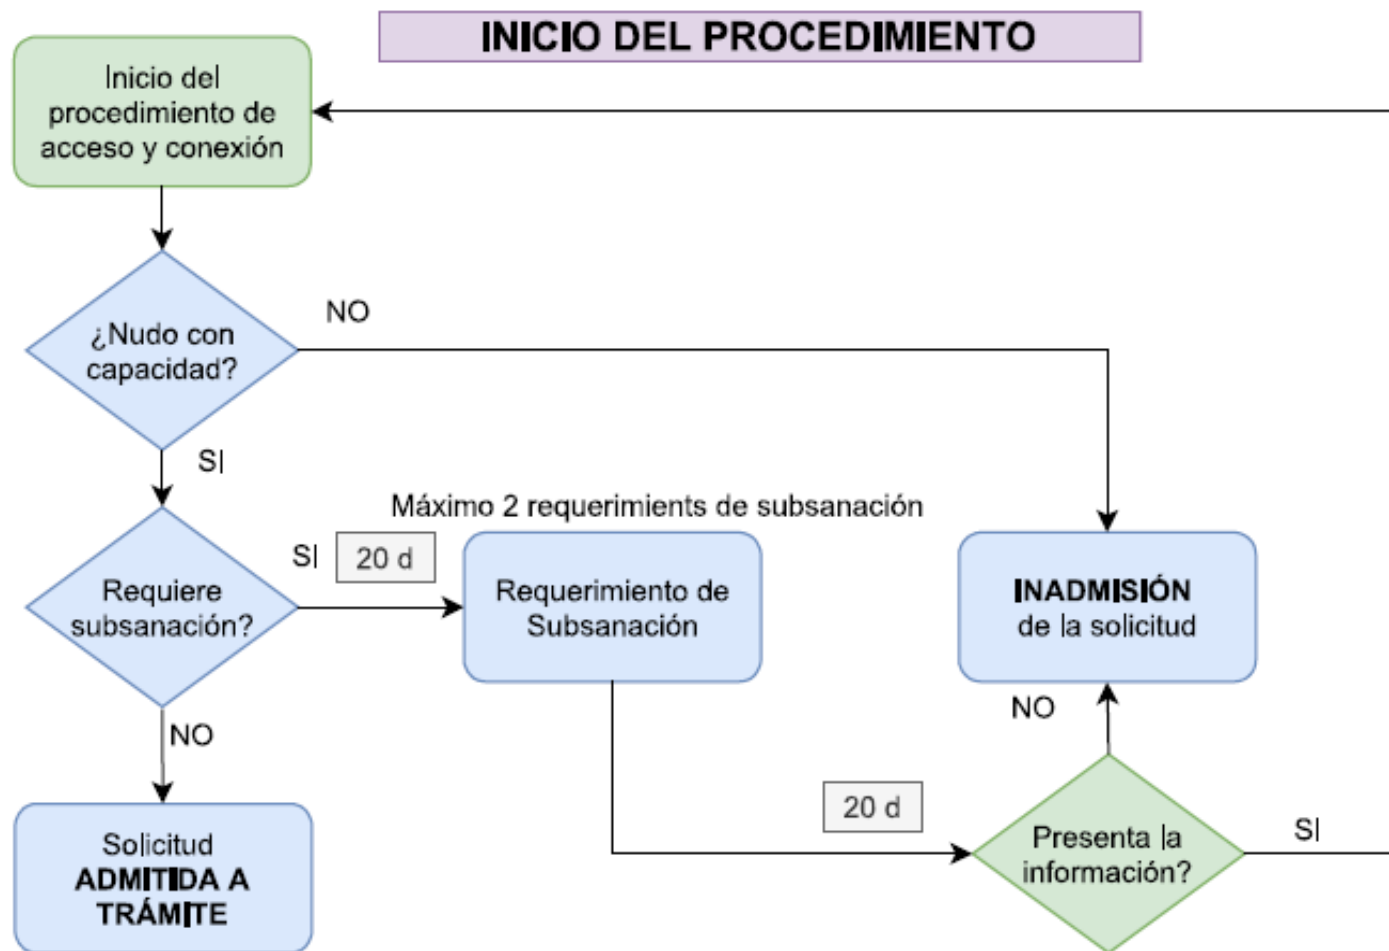 INICIO DEL PROCEDIMIENTO
Inicio del
procedimiento de
acceso y conexión
¿Nudo con
capacidad?
NO
SI
Máximo 2 requerimients de subsanación
Requiere
subsanación?
SI
20 d
Requerimiento de
Subsanación
INADMISIÓN
de la solicitud
NO
NO
Solicitud
ADMITIDA A
TRÁMITE
20 d
Presenta la
información?
SI